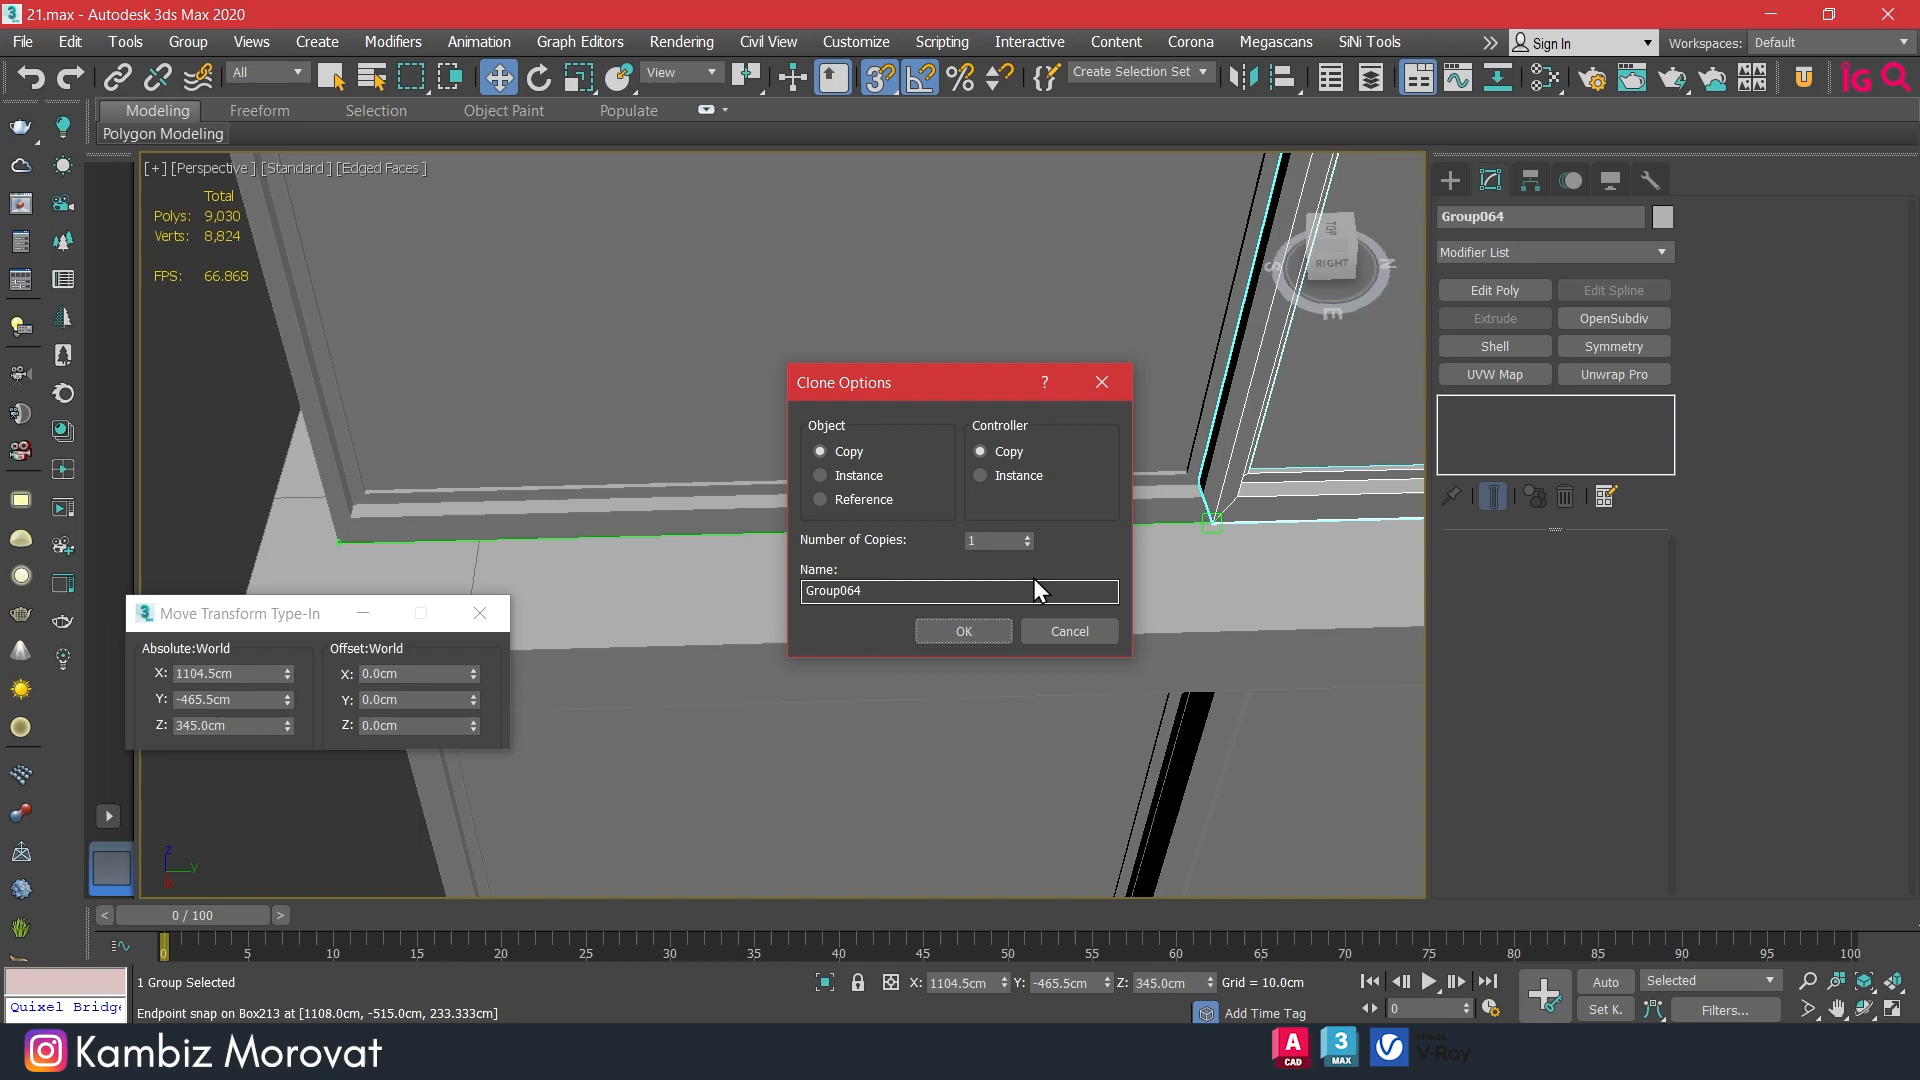 21.max - Autodesk 3ds Max 2020
File Edit Tools Group Views Create Modifiers Animation Graph Editors Rendering Civil View Customize Scripting Interactive Content Corona Megascans SiNi Tools Sign In Workspaces: Default
All View Create Selection Set
Modeling Freeform Selection Object Paint Populate
Polygon Modeling
[+] [Perspective ] [Standard ] [Edged Faces ]
Total
Polys: 9,030
Verts: 8,824
FPS: 66.868
TOP
RIGHT
S N
E
Group064
Modifier List
Edit Poly Edit Spline
Extrude OpenSubdiv
Shell Symmetry
UVW Map Unwrap Pro
Clone Options ?
Object Controller
Copy Copy
Instance Instance
Reference
Number of Copies: 1
Name:
Group064
OK Cancel
Move Transform Type-In
Absolute:World Offset:World
X: 1104.5cm X: 0.0cm
Y: -465.5cm Y: 0.0cm
Z: 345.0cm Z: 0.0cm
z
y
< 0 / 100 >
0 5 10 15 20 25 30 35 40 45 50 55 60 65 70 75 80 85 90 95 100
1 Group Selected X: 1104.5cm Y: -465.5cm Z: 345.0cm Grid = 10.0cm Auto Selected
Quixel Bridg Endpoint snap on Box213 at [1108.0cm, -515.0cm, 233.333cm] Add Time Tag 0 Set K. Filters...
Kambiz Morovat
A CAD 3 MAX chaos V-Ray